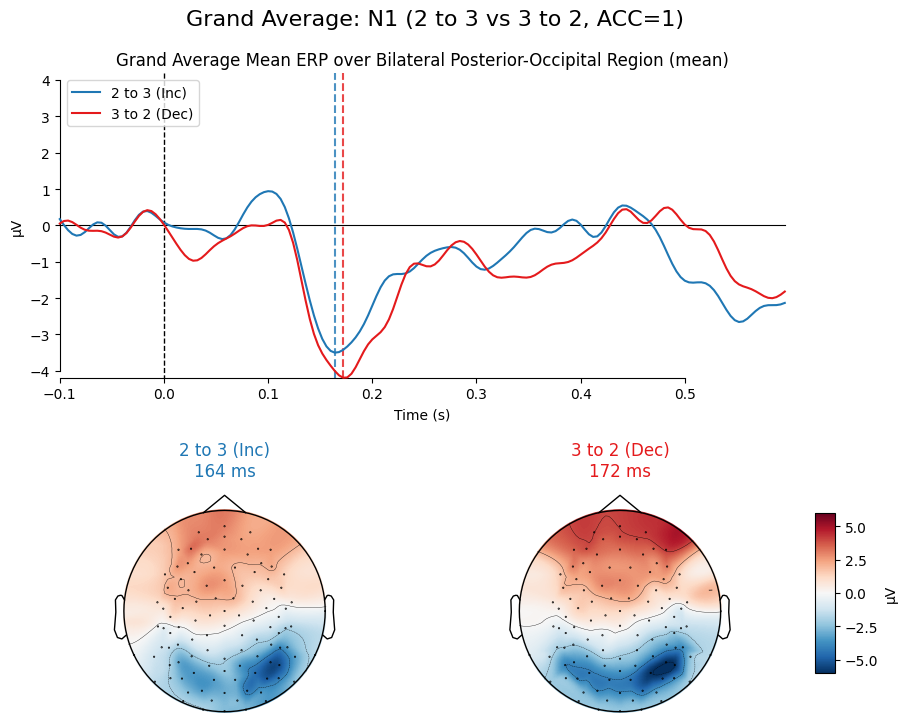 Grand Average: N1 (2 to 3 vs 3 to 2, ACC=1)
Grand Average Mean ERP over Bilateral Posterior-Occipital Region (mean)
2 to 3 (Inc)
3 to 2 (Dec)
4
3
2
1
0
−1
−2
−3
−4
µV
−0.1
0.0
0.1
0.2
0.3
0.4
0.5
Time (s)
2 to 3 (Inc)
164 ms
3 to 2 (Dec)
172 ms
5.0
2.5
0.0
−2.5
−5.0
µV